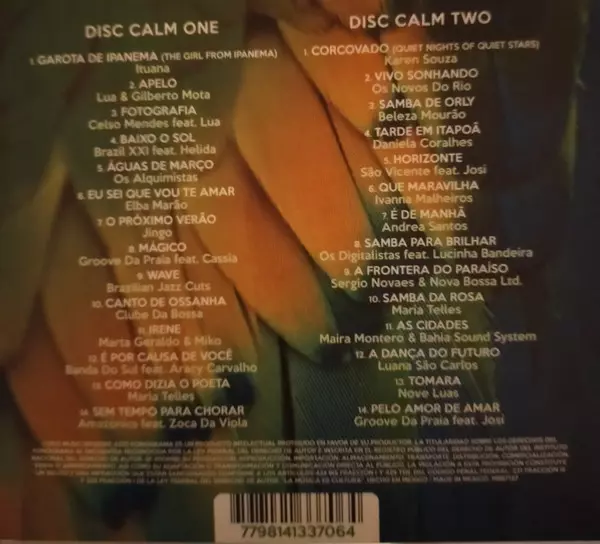 DISC CALM ONE
1. GAROTA DE IPANEMA (THE GIRL FROM IPANEMA)
Ituana
2. APELO
Lua & Gilberto Mota
3. FOTOGRAFIA
Celso Mendes feat. Lua
4. BAIXO O SOL
Brazil XXI feat. Helida
5. ÁGUAS DE MARÇO
Os Alquimistas
6. EU SEI QUE VOU TE AMAR
Elba Marão
7. O PRÓXIMO VERÃO
Jingo
8. MÁGICO
Groove Da Praia feat. Cassia
9. WAVE
Brazilian Jazz Cuts
10. CANTO DE OSSANHA
Clube Da Bossa
11. IRENE
Marta Geraldo & Miko
12. É POR CAUSA DE VOCÊ
Banda Do Sul feat. Aracy Carvalho
13. COMO DIZIA O POETA
Maria Telles
14. SEM TEMPO PARA CHORAR
Amazonica feat. Zoca Da Viola
DISC CALM TWO
1. CORCOVADO (QUIET NIGHTS OF QUIET STARS)
Karen Souza
2. VIVO SONHANDO
Os Novos Do Rio
3. SAMBA DE ORLY
Beleza Mourão
4. TARDE EM ITAPOÃ
Daniela Coralhes
5. HORIZONTE
São Vicente feat. Josi
6. QUE MARAVILHA
Ivanna Malheiros
7. É DE MANHÃ
Andrea Santos
8. SAMBA PARA BRILHAR
Os Digitalistas feat. Lucinha Bandeira
9. A FRONTERA DO PARAÍSO
Sergio Novaes & Nova Bossa Ltd.
10. SAMBA DA ROSA
Maria Telles
11. AS CIDADES
Maira Montero & Bahia Sound System
12. A DANÇA DO FUTURO
Luana São Carlos
13. TOMARA
Nove Luas
14. PELO AMOR DE AMAR
Groove Da Praia feat. Josi
7798141337064